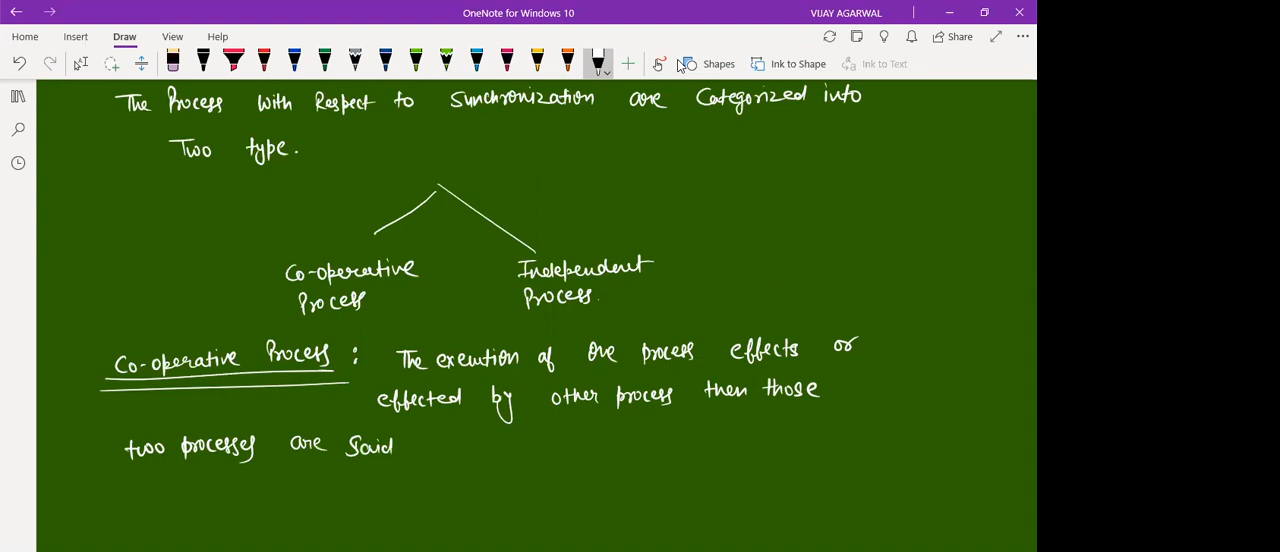 OneNote for Windows 10
VIJAY AGARWAL
Home Insert Draw View Help
Share
Shapes Ink to Shape Ink to Text
The Process with Respect to Synchronization are Categorized into
Two type.
Co-operative Process
Independent Process.
Co-operative Process : The exeution of one process effects or
effected by other process then those
two processes are said